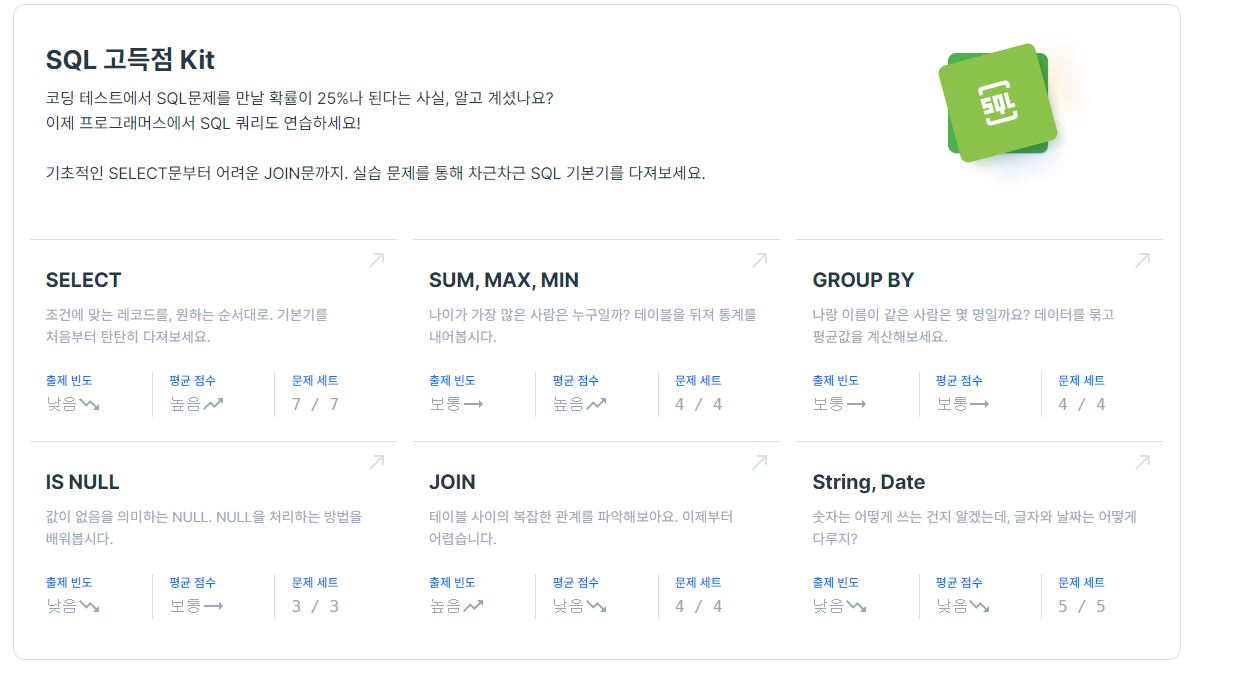 SQL 고득점 Kit
SQL
코딩 테스트에서 SQL문제를 만날 확률이 25%나 된다는 사실, 알고 계셨나요?
이제 프로그래머스에서 SQL 쿼리도 연습하세요!
기초적인 SELECT문부터 어려운 JOIN문까지. 실습 문제를 통해 차근차근 SQL 기본기를 다져보세요.
SELECT
조건에 맞는 레코드를, 원하는 순서대로. 기본기를
처음부터 탄탄히 다져보세요.
출제 빈도 평균 점수 문제 세트
낮음 높음 7 / 7
SUM, MAX, MIN
나이가 가장 많은 사람은 누구일까? 테이블을 뒤져 통계를
내어봅시다.
출제 빈도 평균 점수 문제 세트
보통 높음 4 / 4
GROUP BY
나랑 이름이 같은 사람은 몇 명일까요? 데이터를 묶고
평균값을 계산해보세요.
출제 빈도 평균 점수 문제 세트
보통 보통 4 / 4
IS NULL
값이 없음을 의미하는 NULL. NULL을 처리하는 방법을
배워봅시다.
출제 빈도 평균 점수 문제 세트
낮음 보통 3 / 3
JOIN
테이블 사이의 복잡한 관계를 파악해보아요. 이제부터
어렵습니다.
출제 빈도 평균 점수 문제 세트
높음 낮음 4 / 4
String, Date
숫자는 어떻게 쓰는 건지 알겠는데, 글자와 날짜는 어떻게
다루지?
출제 빈도 평균 점수 문제 세트
낮음 낮음 5 / 5